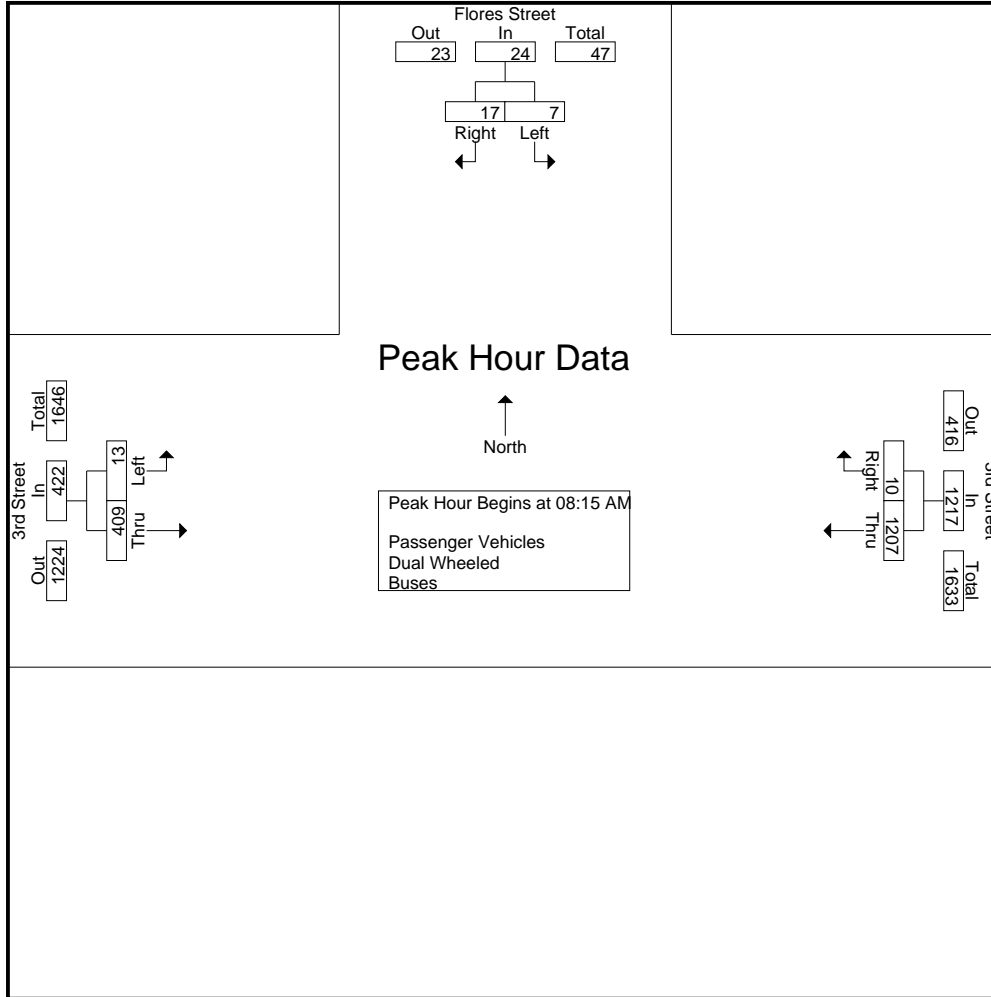 Flores Street
Out In Total
23 24 47
17 7
Right Left
Peak Hour Data
North
Peak Hour Begins at 08:15 AM
Passenger Vehicles
Dual Wheeled
Buses
3rd Street
Total In Out
1646 422 1224
13 409
Left Thru
Right Thru
10 1207
416 1217 1633
Out In Total
3rd Street